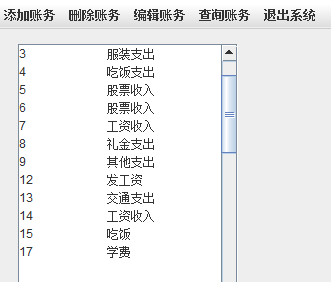 添加账务 删除账务 编辑账务 查询账务 退出系统
3 服装支出
4 吃饭支出
5 股票收入
6 股票收入
7 工资收入
8 礼金支出
9 其他支出
12 发工资
13 交通支出
14 工资收入
15 吃饭
17 学费